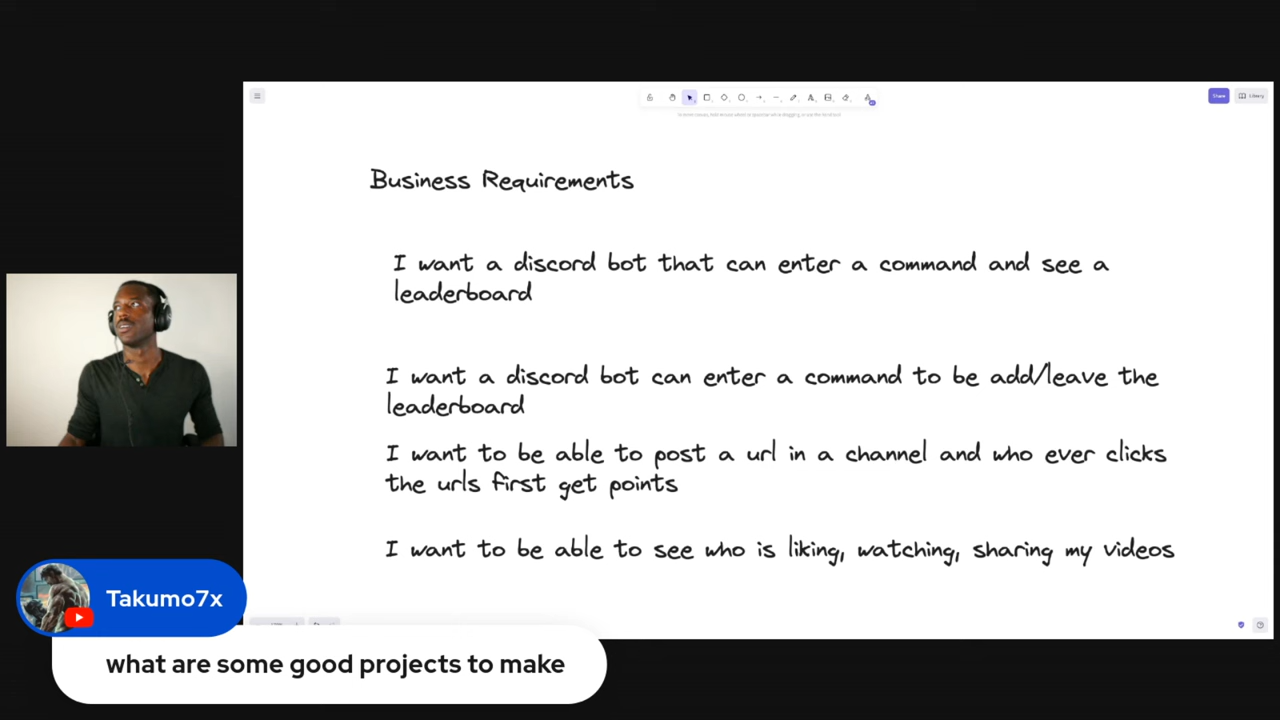 Share
Library
Business Requirements
I want a discord bot that can enter a command and see a
leaderboard
I want a discord bot can enter a command to be add/leave the
leaderboard
I want to be able to post a url in a channel and who ever clicks
the urls first get points
I want to be able to see who is liking, watching, sharing my videos
Takumo7x
what are some good projects to make